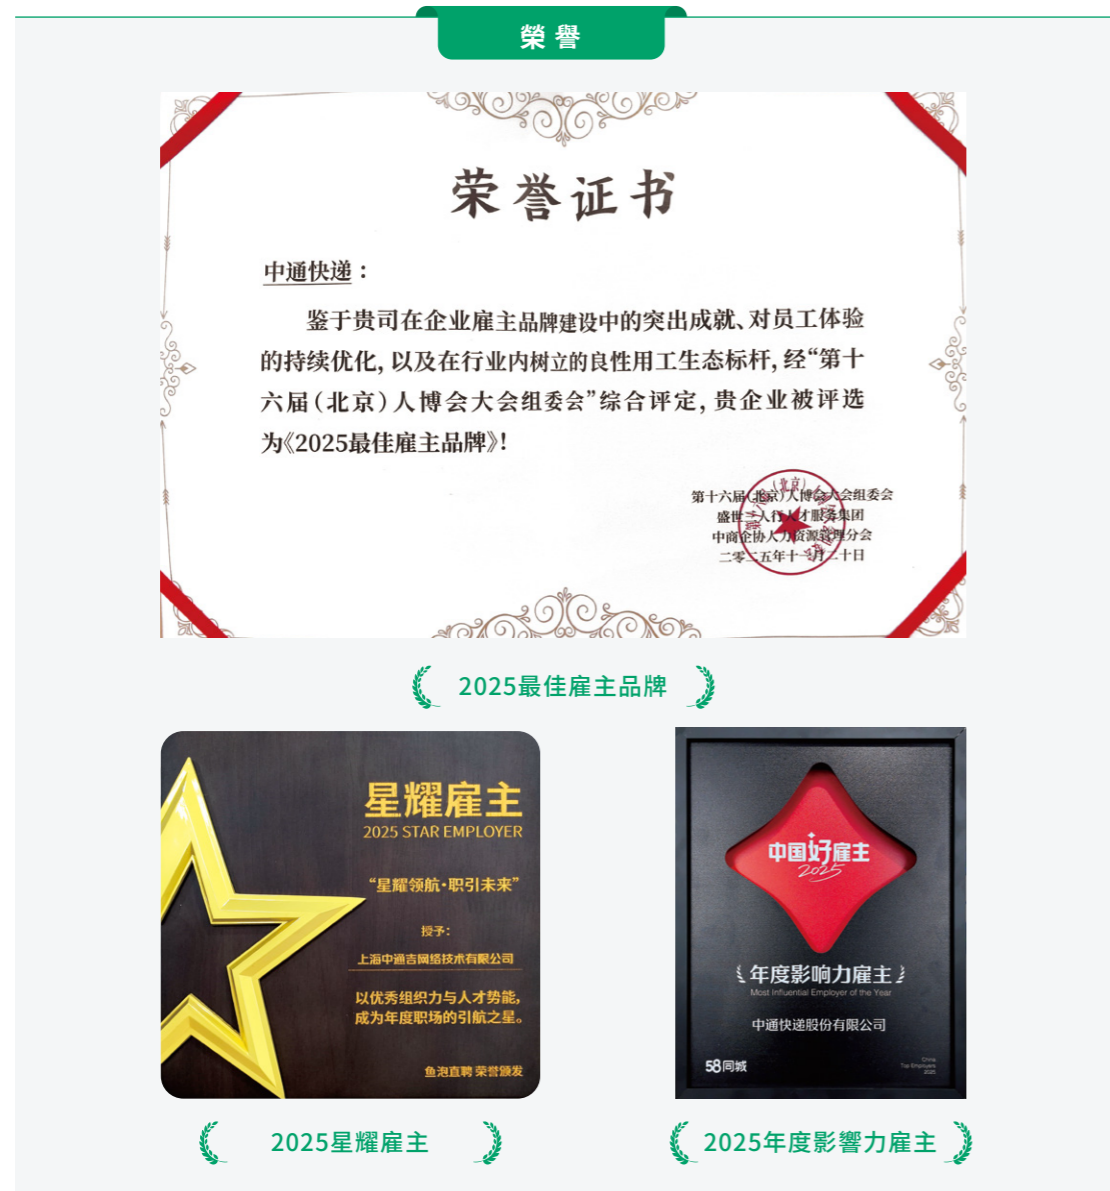 榮譽
荣誉证书
中通快递：
鉴于贵司在企业雇主品牌建设中的突出成就、对员工体验
的持续优化，以及在行业内树立的良性用工生态标杆，经“第十
六届（北京）人博会大会组委会”综合评定，贵企业被评选
为《2025最佳雇主品牌》！
第十六届（北京）人博会大会组委会
盛世三人行人才服务集团
中商企协人力资源管理分会
二零二五年十一月二十日
2025最佳雇主品牌
星耀雇主
2025 STAR EMPLOYER
“星耀领航·职引未来”
授予：
上海中通吉网络技术有限公司
以优秀组织力与人才势能，
成为年度职场的引航之星。
鱼泡直聘 荣誉颁发
2025星耀雇主
中国好雇主
2025
年度影响力雇主
Most Influential Employer of the Year
中通快递股份有限公司
58同城
China
Top Employers
2025
2025年度影響力雇主